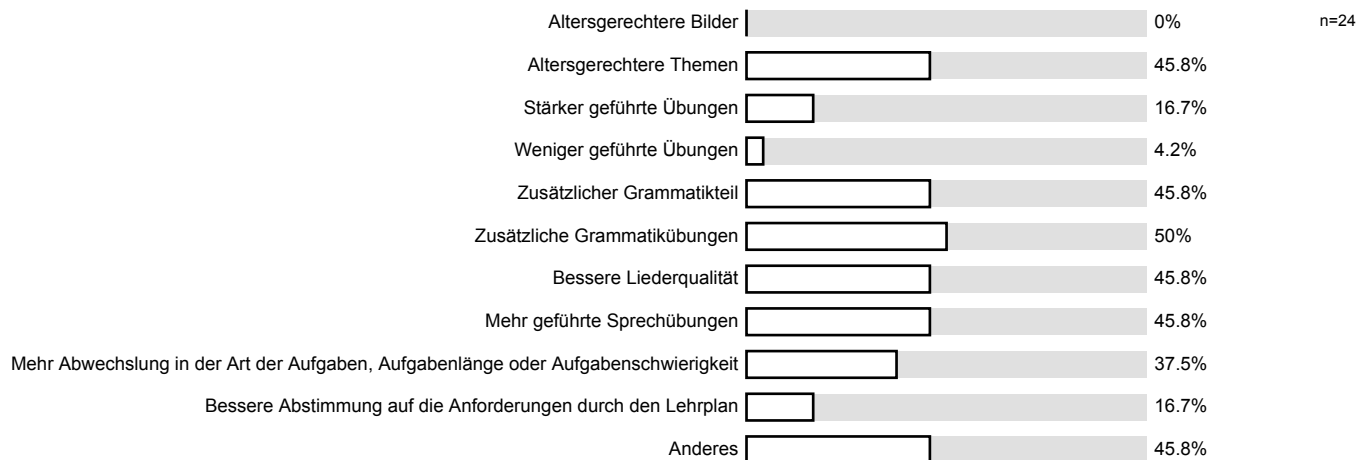 Altersgerechtere Bilder 0% n=24
Altersgerechtere Themen 45.8%
Stärker geführte Übungen 16.7%
Weniger geführte Übungen 4.2%
Zusätzlicher Grammatikteil 45.8%
Zusätzliche Grammatikübungen 50%
Bessere Liederqualität 45.8%
Mehr geführte Sprechübungen 45.8%
Mehr Abwechslung in der Art der Aufgaben, Aufgabenlänge oder Aufgabenschwierigkeit 37.5%
Bessere Abstimmung auf die Anforderungen durch den Lehrplan 16.7%
Anderes 45.8%